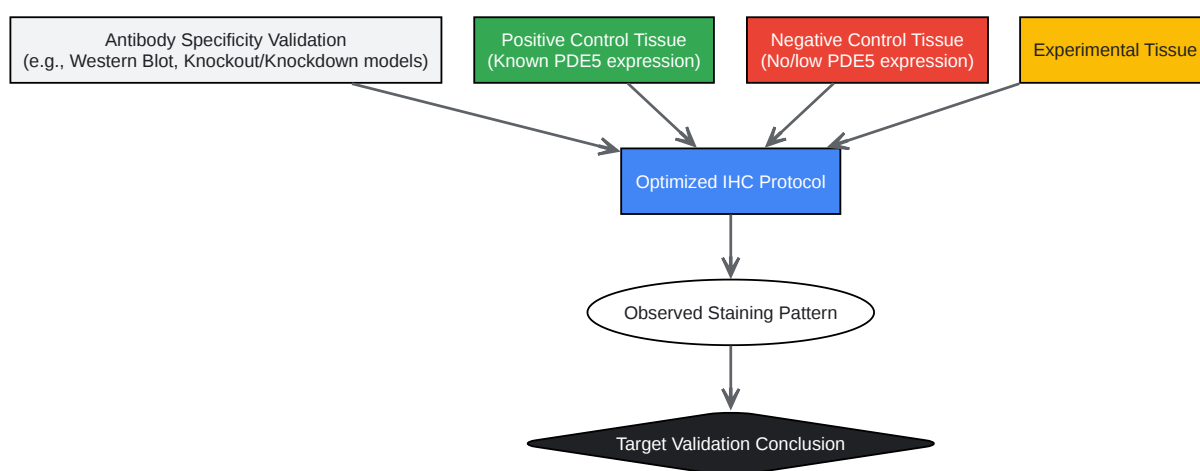 Antibody Specificity Validation
(e.g., Western Blot, Knockout/Knockdown models)
Positive Control Tissue
(Known PDE5 expression)
Negative Control Tissue
(No/low PDE5 expression)
Experimental Tissue
Optimized IHC Protocol
Observed Staining Pattern
Target Validation Conclusion